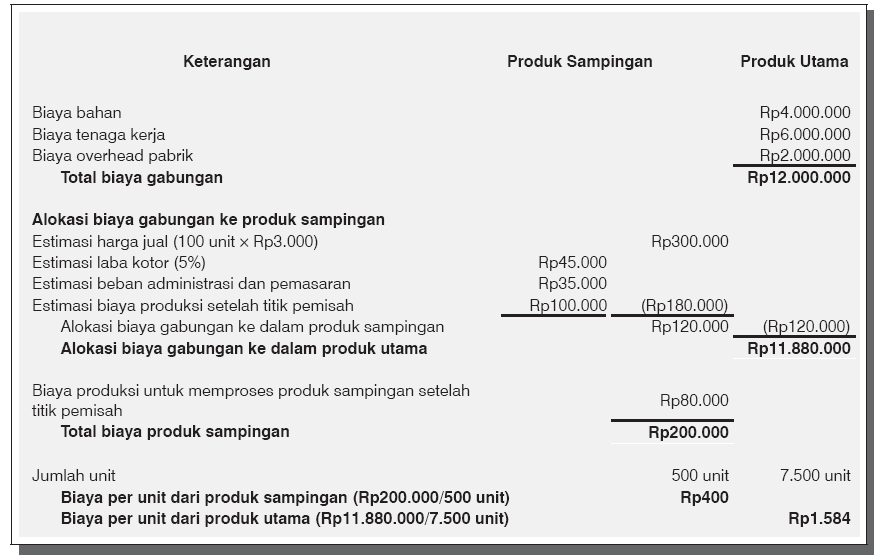 Keterangan Produk Sampingan Produk Utama
Biaya bahan Rp4.000.000
Biaya tenaga kerja Rp6.000.000
Biaya overhead pabrik Rp2.000.000
Total biaya gabungan Rp12.000.000
Alokasi biaya gabungan ke produk sampingan
Estimasi harga jual (100 unit × Rp3.000) Rp300.000
Estimasi laba kotor (5%) Rp45.000
Estimasi beban administrasi dan pemasaran Rp35.000
Estimasi biaya produksi setelah titik pemisah Rp100.000 (Rp180.000)
Alokasi biaya gabungan ke dalam produk sampingan Rp120.000 (Rp120.000)
Alokasi biaya gabungan ke dalam produk utama Rp11.880.000
Biaya produksi untuk memproses produk sampingan setelah
titik pemisah Rp80.000
Total biaya produk sampingan Rp200.000
Jumlah unit 500 unit 7.500 unit
Biaya per unit dari produk sampingan (Rp200.000/500 unit) Rp400
Biaya per unit dari produk utama (Rp11.880.000/7.500 unit) Rp1.584